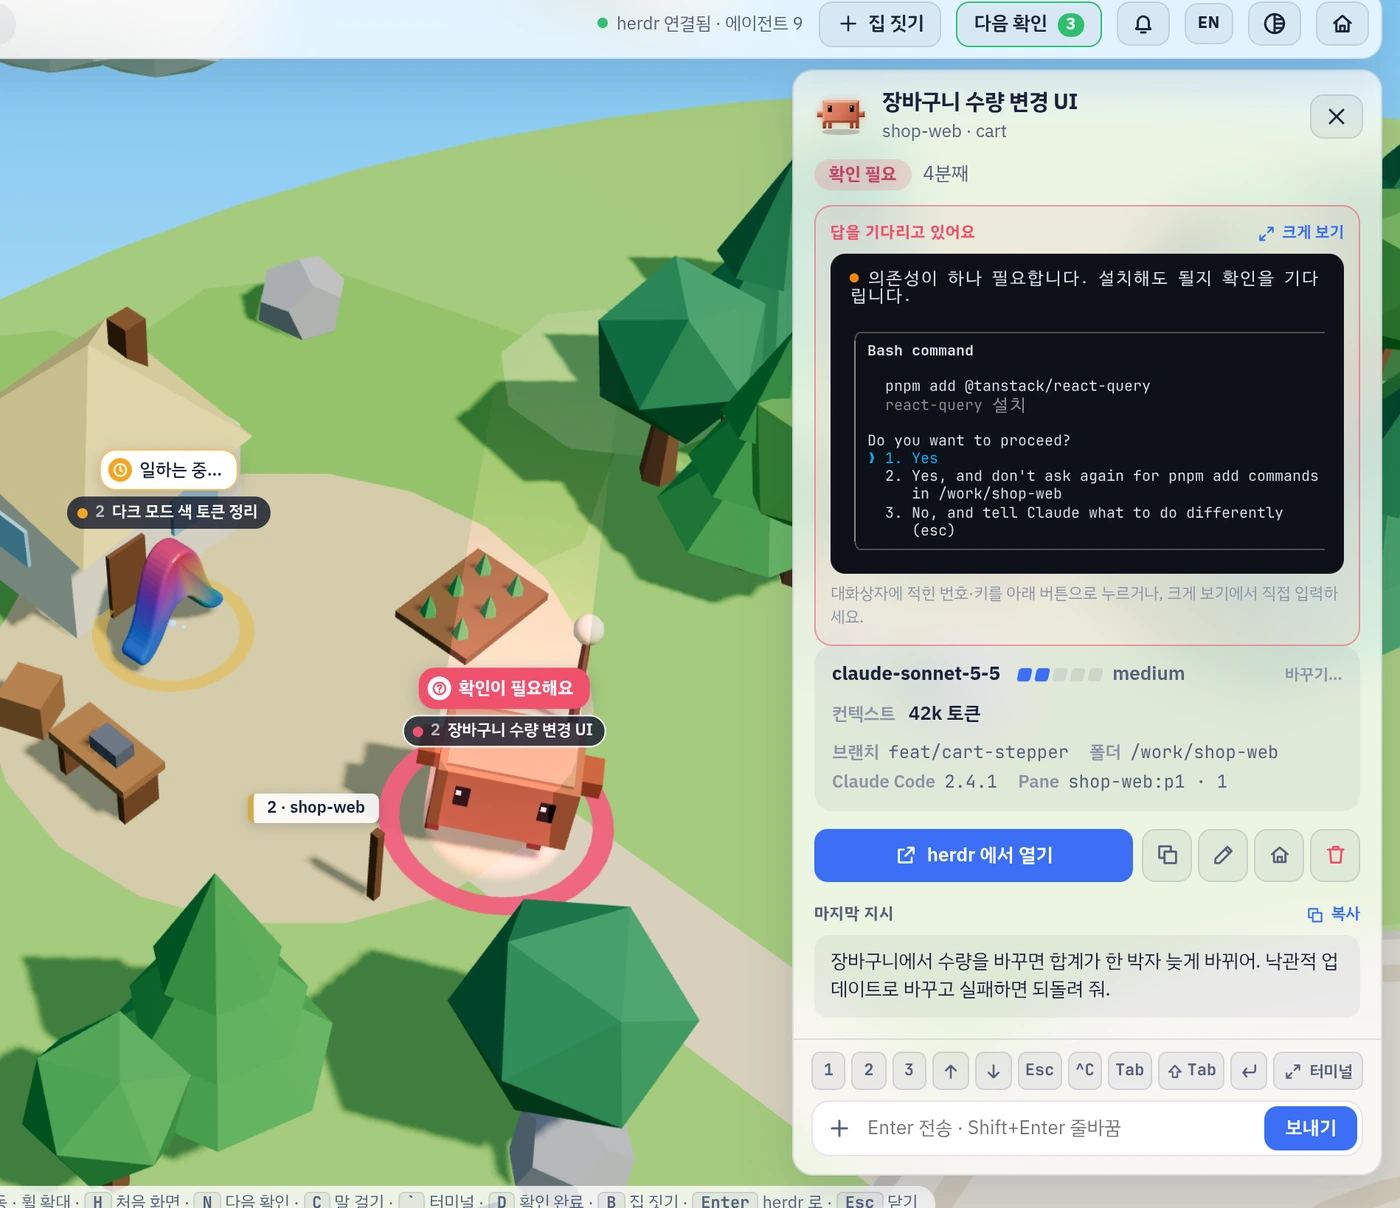 herdr 연결됨 · 에이전트 9
집 짓기
다음 확인 3
EN
장바구니 수량 변경 UI
shop-web · cart
확인 필요 4분째
답을 기다리고 있어요
크게 보기
의존성이 하나 필요합니다. 설치해도 될지 확인을 기다
립니다.
Bash command
pnpm add @tanstack/react-query
react-query 설치
Do you want to proceed?
❯ 1. Yes
2. Yes, and don't ask again for pnpm add commands
in /work/shop-web
3. No, and tell Claude what to do differently
(esc)
대화상자에 적힌 번호·키를 아래 버튼으로 누르거나, 크게 보기에서 직접 입력하
세요.
claude-sonnet-5-5 medium 바꾸기...
컨텍스트 42k 토큰
브랜치 feat/cart-stepper 폴더 /work/shop-web
Claude Code 2.4.1 Pane shop-web:p1 · 1
herdr 에서 열기
마지막 지시
복사
장바구니에서 수량을 바꾸면 합계가 한 박자 늦게 바뀌어. 낙관적 업
데이트로 바꾸고 실패하면 되돌려 줘.
1 2 3 ↑ ↓ Esc ^C Tab ⇧ Tab ↵ 터미널
+ Enter 전송 · Shift+Enter 줄바꿈
보내기
일하는 중...
2 다크 모드 색 토큰 정리
확인이 필요해요
2 장바구니 수량 변경 UI
2 · shop-web
· 휠 확대 · H 처음 화면 · N 다음 확인 · C 말 걸기 · ` 터미널 · D 확인 완료 · B 집 짓기 · Enter herdr 로 · Esc 닫기